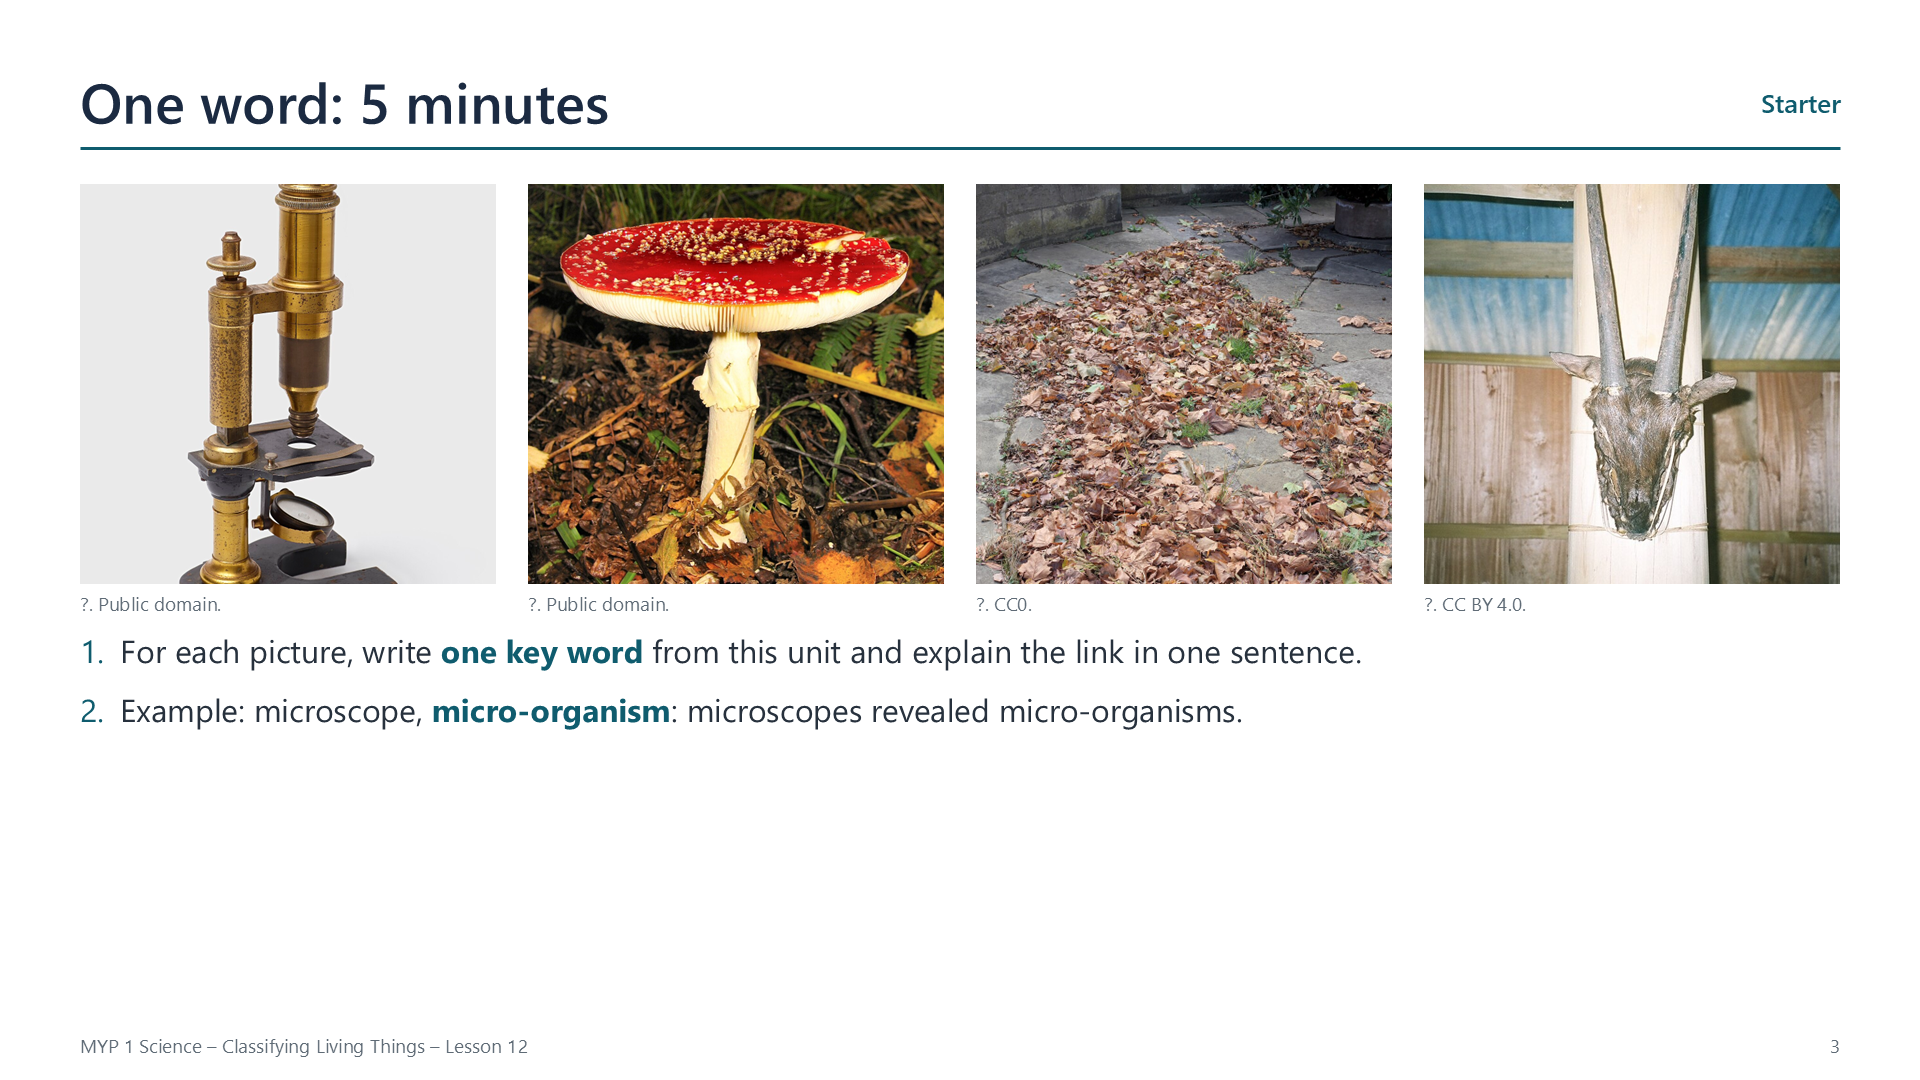 One word: 5 minutes
Starter
?. Public domain.
?. Public domain.
?. CC0.
?. CC BY 4.0.
1. For each picture, write one key word from this unit and explain the link in one sentence.
2. Example: microscope, micro-organism: microscopes revealed micro-organisms.
MYP 1 Science – Classifying Living Things – Lesson 12
3